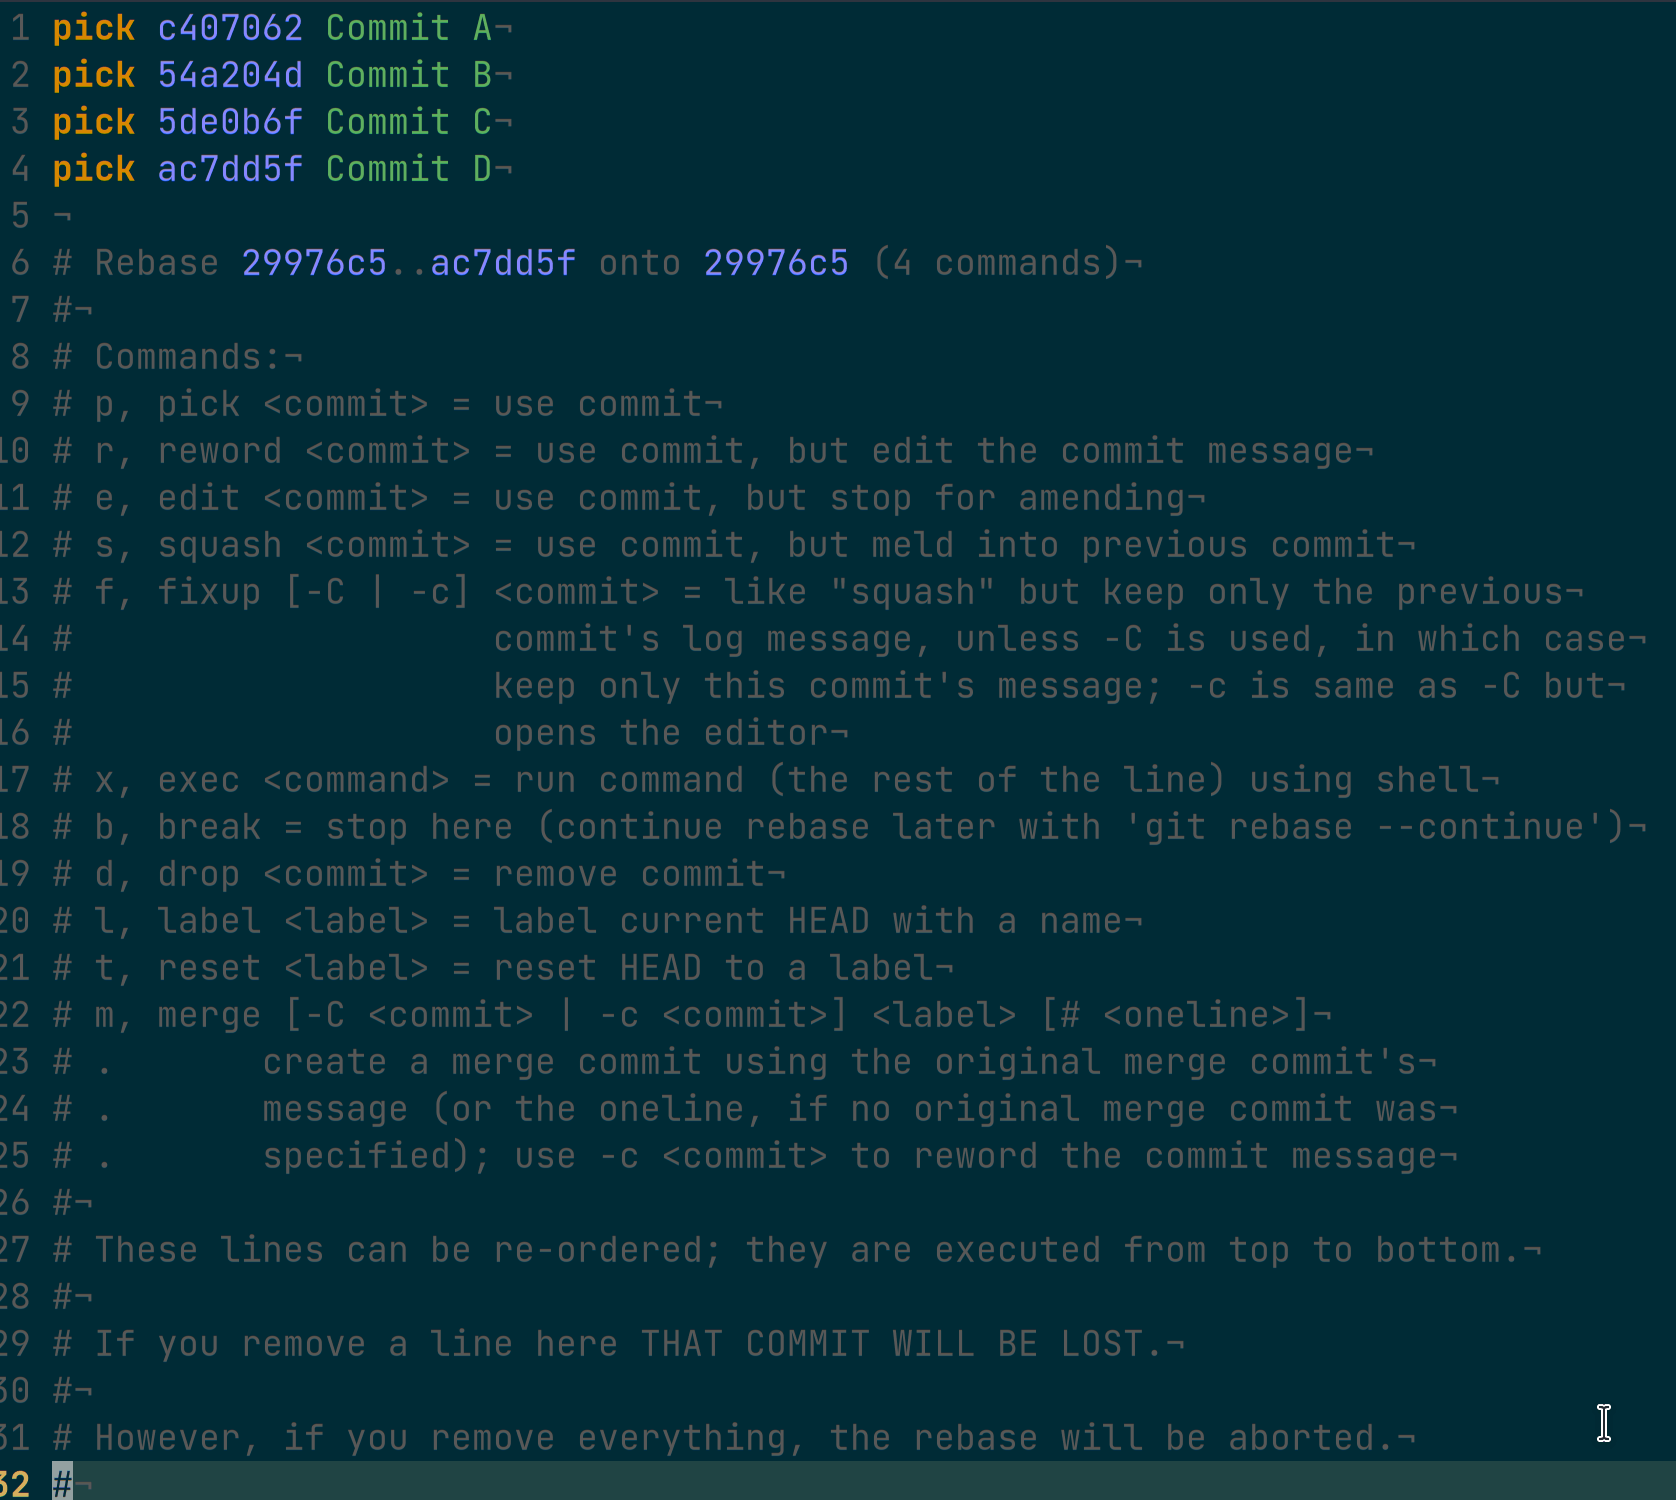 1 pick c407062 Commit A¬
2 pick 54a204d Commit B¬
3 pick 5de0b6f Commit C¬
4 pick ac7dd5f Commit D¬
5 ¬
6 # Rebase 29976c5..ac7dd5f onto 29976c5 (4 commands)¬
7 #¬
8 # Commands:¬
9 # p, pick <commit> = use commit¬
10 # r, reword <commit> = use commit, but edit the commit message¬
11 # e, edit <commit> = use commit, but stop for amending¬
12 # s, squash <commit> = use commit, but meld into previous commit¬
13 # f, fixup [-C | -c] <commit> = like "squash" but keep only the previous¬
14 #                    commit's log message, unless -C is used, in which case¬
15 #                    keep only this commit's message; -c is same as -C but¬
16 #                    opens the editor¬
17 # x, exec <command> = run command (the rest of the line) using shell¬
18 # b, break = stop here (continue rebase later with 'git rebase --continue')¬
19 # d, drop <commit> = remove commit¬
20 # l, label <label> = label current HEAD with a name¬
21 # t, reset <label> = reset HEAD to a label¬
22 # m, merge [-C <commit> | -c <commit>] <label> [# <oneline>]¬
23 # .       create a merge commit using the original merge commit's¬
24 # .       message (or the oneline, if no original merge commit was¬
25 # .       specified); use -c <commit> to reword the commit message¬
26 #¬
27 # These lines can be re-ordered; they are executed from top to bottom.¬
28 #¬
29 # If you remove a line here THAT COMMIT WILL BE LOST.¬
30 #¬
31 # However, if you remove everything, the rebase will be aborted.¬
32 #¬